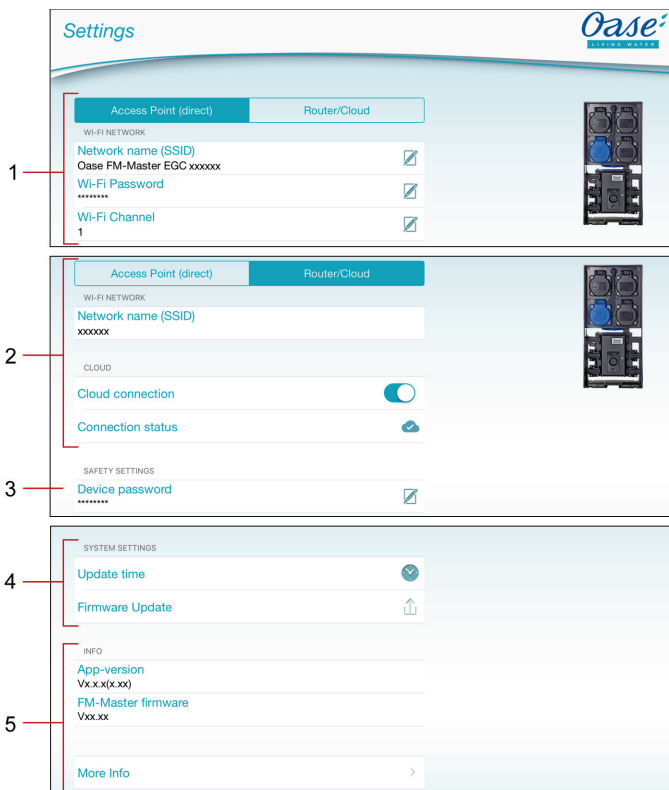 Settings
Oase
LIVING WATER
1
Access Point (direct) Router/Cloud
WI-FI NETWORK
Network name (SSID)
Oase FM-Master EGC xxxxxx
Wi-Fi Password
********
Wi-Fi Channel
1
2
Access Point (direct) Router/Cloud
WI-FI NETWORK
Network name (SSID)
xxxxxx
CLOUD
Cloud connection
Connection status
SAFETY SETTINGS
3
Device password
********
SYSTEM SETTINGS
4
Update time
Firmware Update
INFO
App-version
Vx.x.x(x.xx)
FM-Master firmware
Vxx.xx
5
More Info